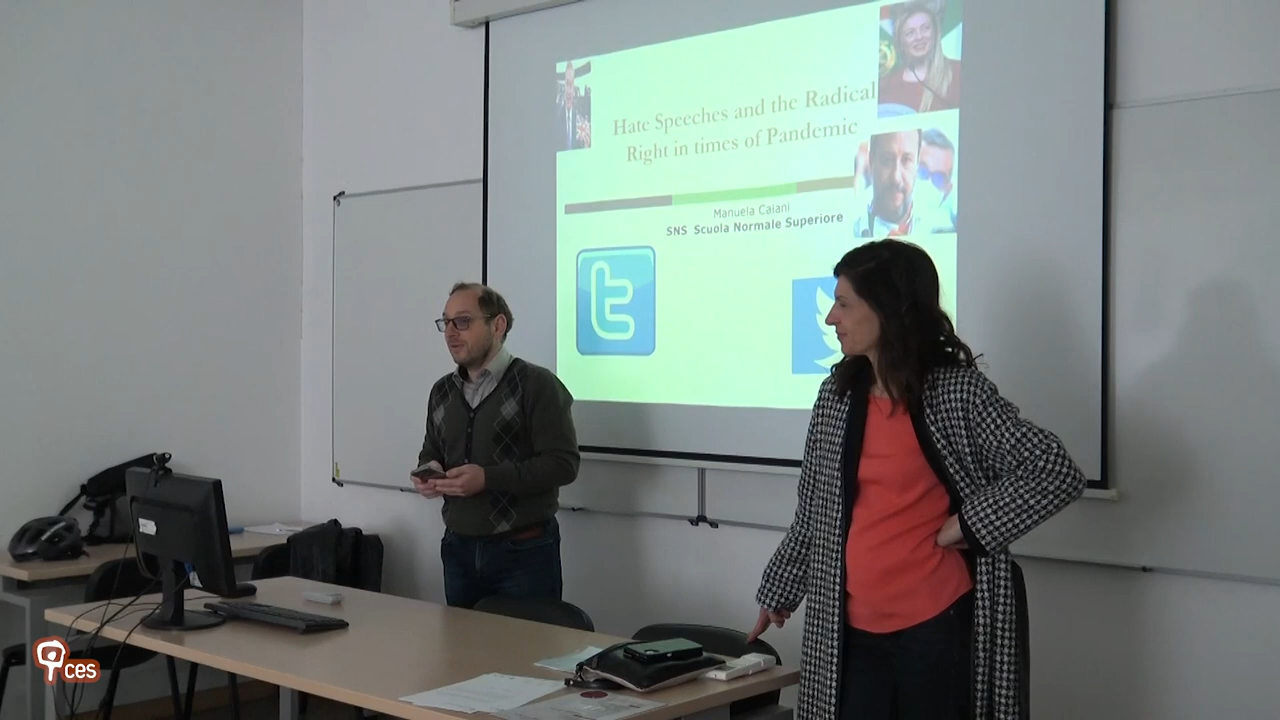 Hate Speeches and the Radical
Right in times of Pandemic
Manuela Caiani
SNS Scuola Normale Superiore
ces